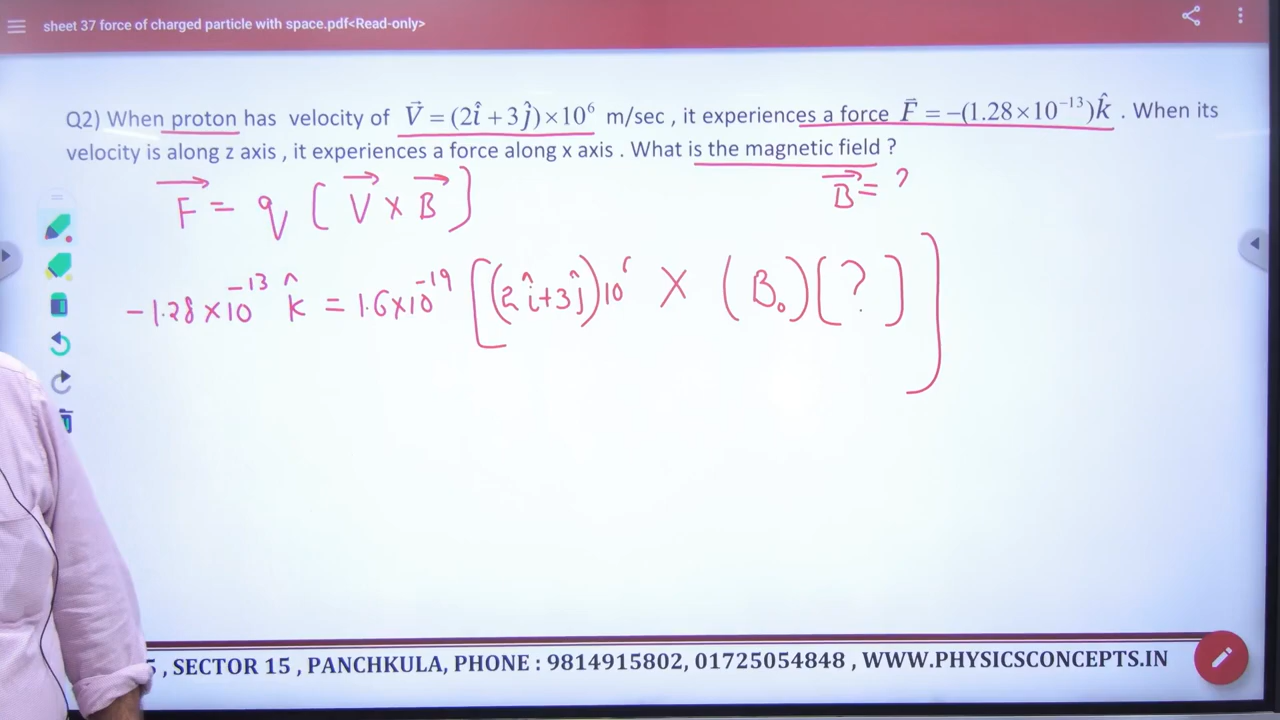 sheet 37 force of charged particle with space.pdf<Read-only>
Q2) When proton has velocity of V⃗ = (2î + 3ĵ) × 10⁶ m/sec , it experiences a force F⃗ = −(1.28×10⁻¹³)k̂ . When its
velocity is along z axis , it experiences a force along x axis . What is the magnetic field ?
B⃗ = ?
F⃗ = q [ V⃗ × B⃗ ]
-1.28 × 10⁻¹³ k̂ = 1.6×10⁻¹⁹ [(2î+3ĵ)10⁶ × (B₀)[?]]
5 , SECTOR 15 , PANCHKULA, PHONE : 9814915802, 01725054848 , WWW.PHYSICSCONCEPTS.IN